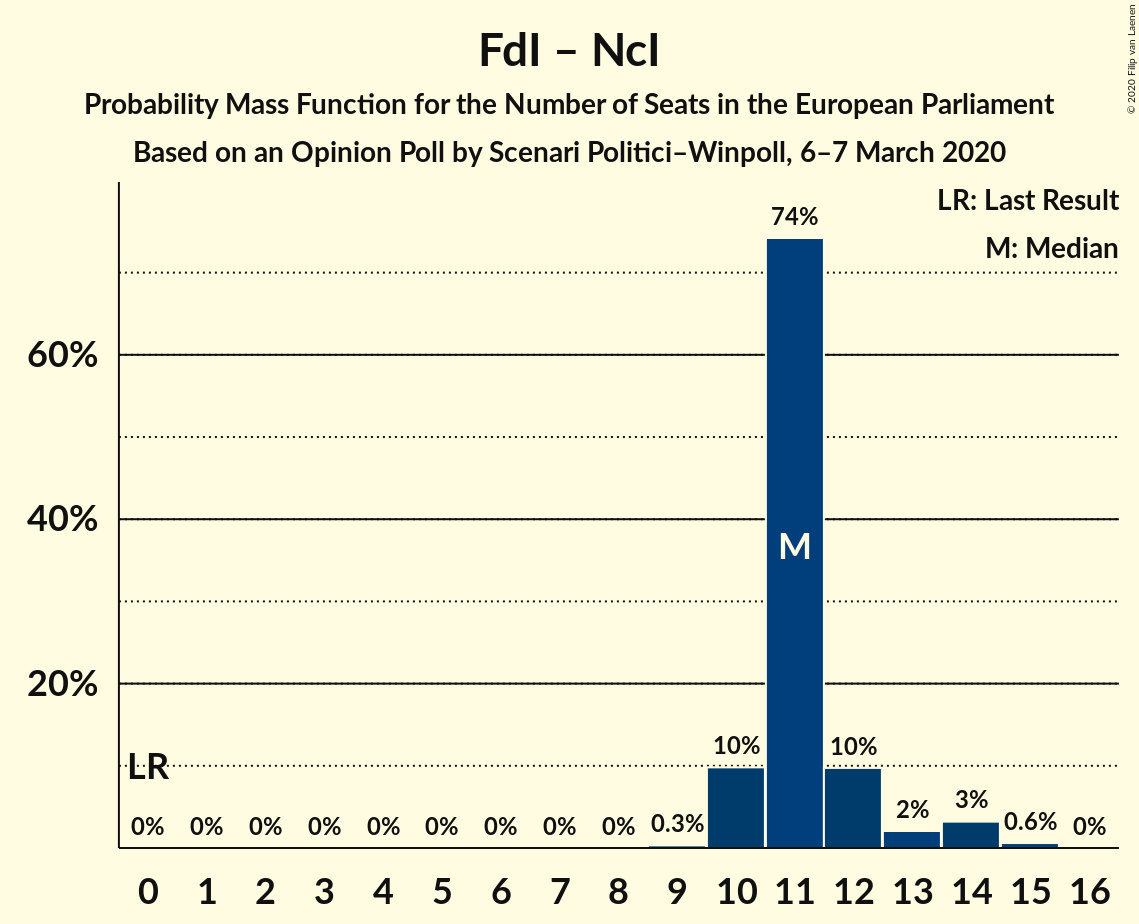 FdI – NcI
Probability Mass Function for the Number of Seats in the European Parliament
Based on an Opinion Poll by Scenari Politici–Winpoll, 6–7 March 2020
© 2020 Filip van Laenen
LR: Last Result
M: Median
60%
40%
20%
LR
M
0% 0% 0% 0% 0% 0% 0% 0% 0% 0.3% 10% 74% 10% 2% 3% 0.6% 0%
0 1 2 3 4 5 6 7 8 9 10 11 12 13 14 15 16